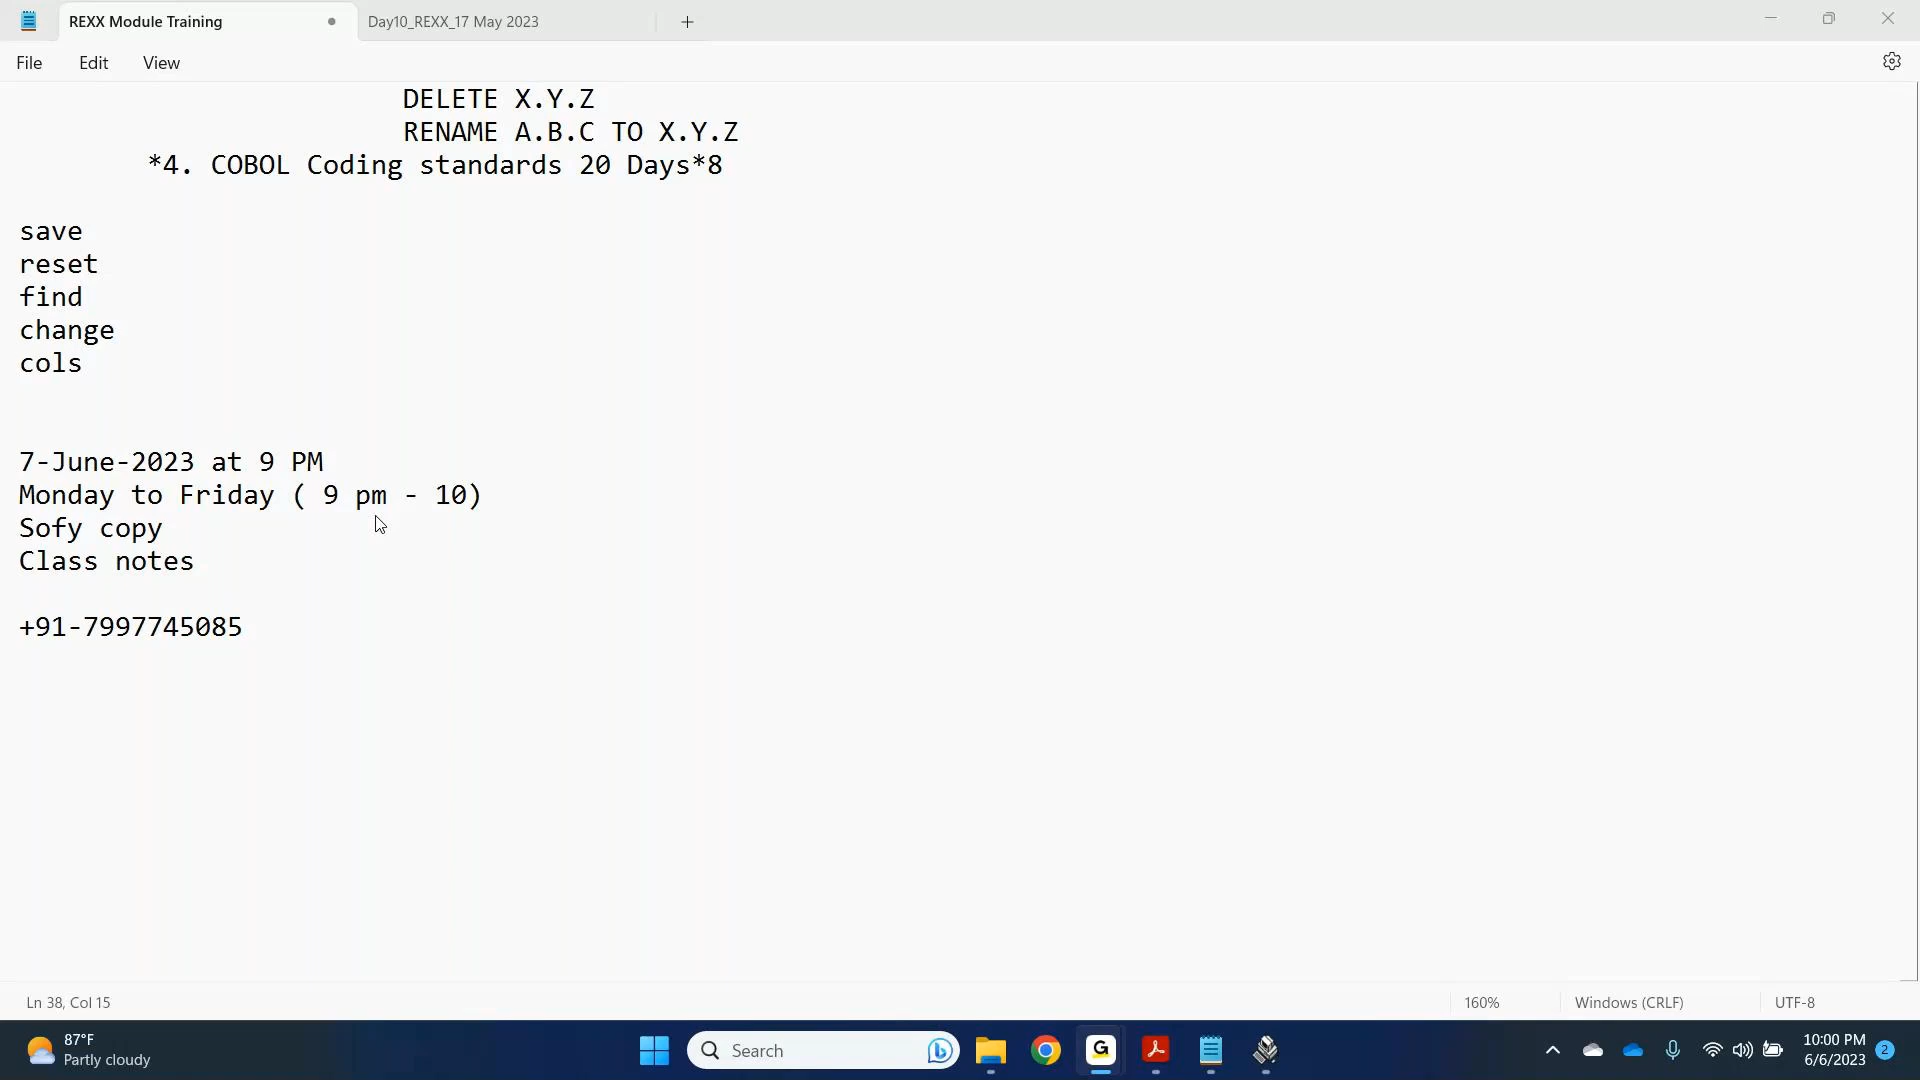 REXX Module Training
Day10_REXX_17 May 2023
File Edit View
DELETE X.Y.Z
RENAME A.B.C TO X.Y.Z
*4. COBOL Coding standards 20 Days*8
save
reset
find
change
cols
7-June-2023 at 9 PM
Monday to Friday ( 9 pm - 10)
Sofy copy
Class notes
+91-7997745085
Ln 38, Col 15
160%
Windows (CRLF)
UTF-8
87°F
Partly cloudy
Search
10:00 PM
6/6/2023
2